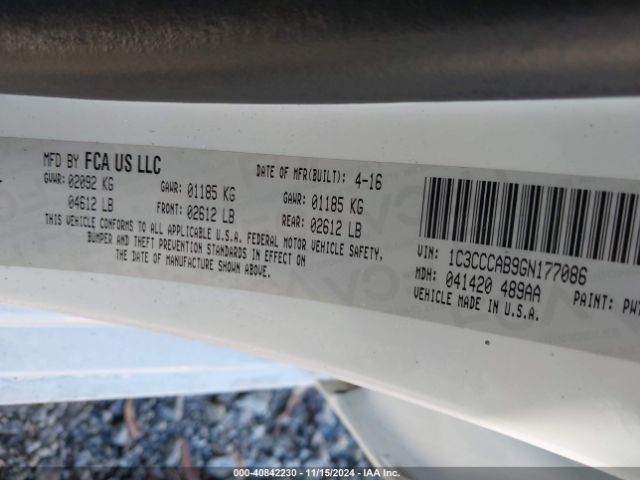 MFD BY FCA US LLC
DATE OF MFR(BUILT): 4-16
GVWR: 02092 KG GAWR: 01185 KG GAWR: 01185 KG
04612 LB FRONT: 02612 LB REAR: 02612 LB
THIS VEHICLE CONFORMS TO ALL APPLICABLE U.S.A. FEDERAL MOTOR VEHICLE SAFETY,
BUMPER AND THEFT PREVENTION STANDARDS IN EFFECT ON
THE DATE OF MANUFACTURE SHOWN ABOVE.
VIN: 1C3CCCAB9GN177086
MDH: 041420 489AA PAINT: PW7
VEHICLE MADE IN U.S.A.
000-40842230 - 11/15/2024 - IAA Inc.